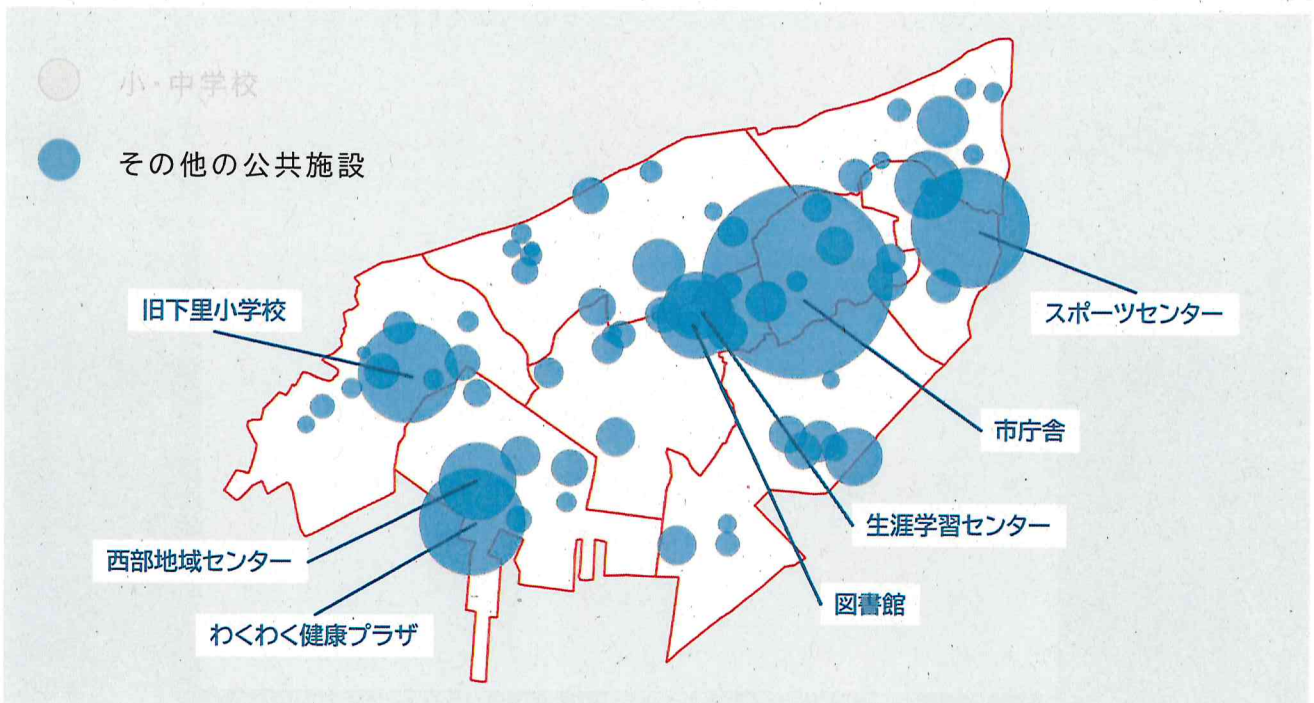 小・中学校
その他の公共施設
旧下里小学校
スポーツセンター
市庁舎
生涯学習センター
西部地域センター
図書館
わくわく健康プラザ